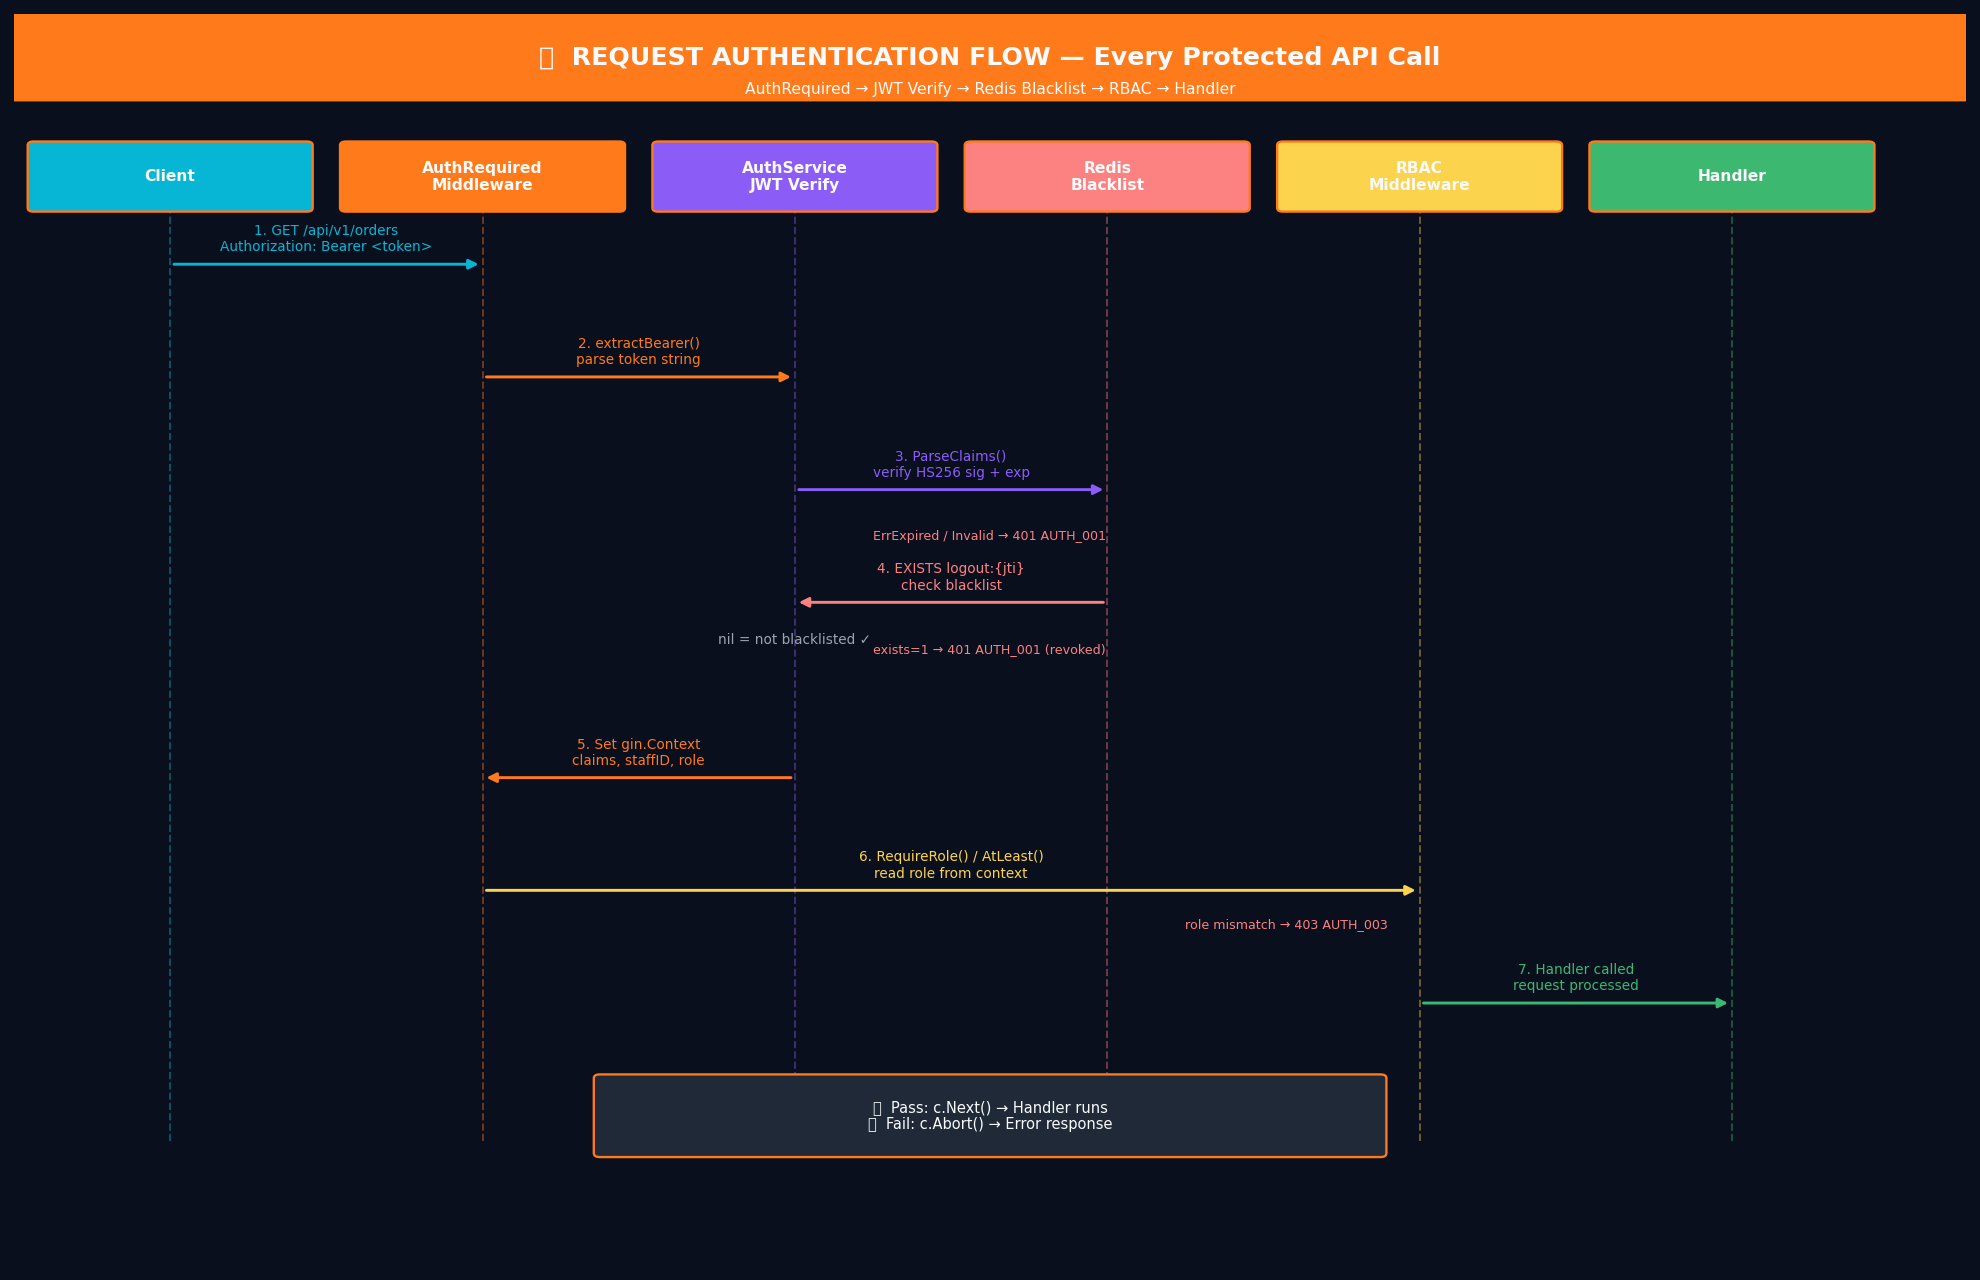 REQUEST AUTHENTICATION FLOW — Every Protected API Call
AuthRequired → JWT Verify → Redis Blacklist → RBAC → Handler
Client
AuthRequired
Middleware
AuthService
JWT Verify
Redis
Blacklist
RBAC
Middleware
Handler
1. GET /api/v1/orders
Authorization: Bearer <token>
2. extractBearer()
parse token string
3. ParseClaims()
verify HS256 sig + exp
ErrExpired / Invalid → 401 AUTH_001
4. EXISTS logout:{jti}
check blacklist
nil = not blacklisted ✓
exists=1 → 401 AUTH_001 (revoked)
5. Set gin.Context
claims, staffID, role
6. RequireRole() / AtLeast()
read role from context
role mismatch → 403 AUTH_003
7. Handler called
request processed
Pass: c.Next() → Handler runs
Fail: c.Abort() → Error response